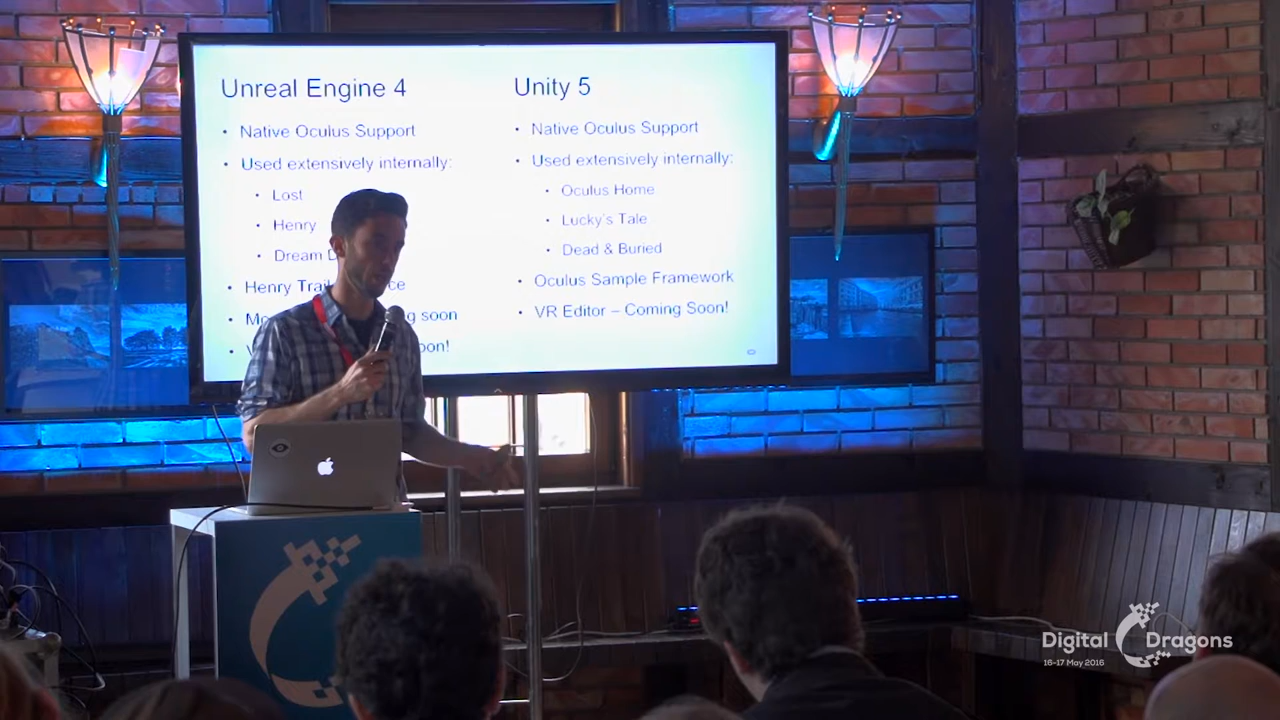 Unreal Engine 4
• Native Oculus Support
• Used extensively internally:
• Lost
• Henry
• Dream
• Henry
•
soon
•
Unity 5
• Native Oculus Support
• Used extensively internally:
• Oculus Home
• Lucky's Tale
• Dead & Buried
• Oculus Sample Framework
• VR Editor – Coming Soon!
Digital Dragons
16-17 May 2016